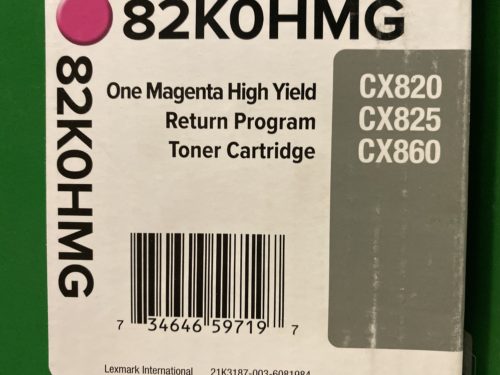 82K0HMG
82K0HMG
One Magenta High Yield
Return Program
Toner Cartridge
CX820
CX825
CX860
7 34646 59719 7
Lexmark International 21K3187-003-6081984